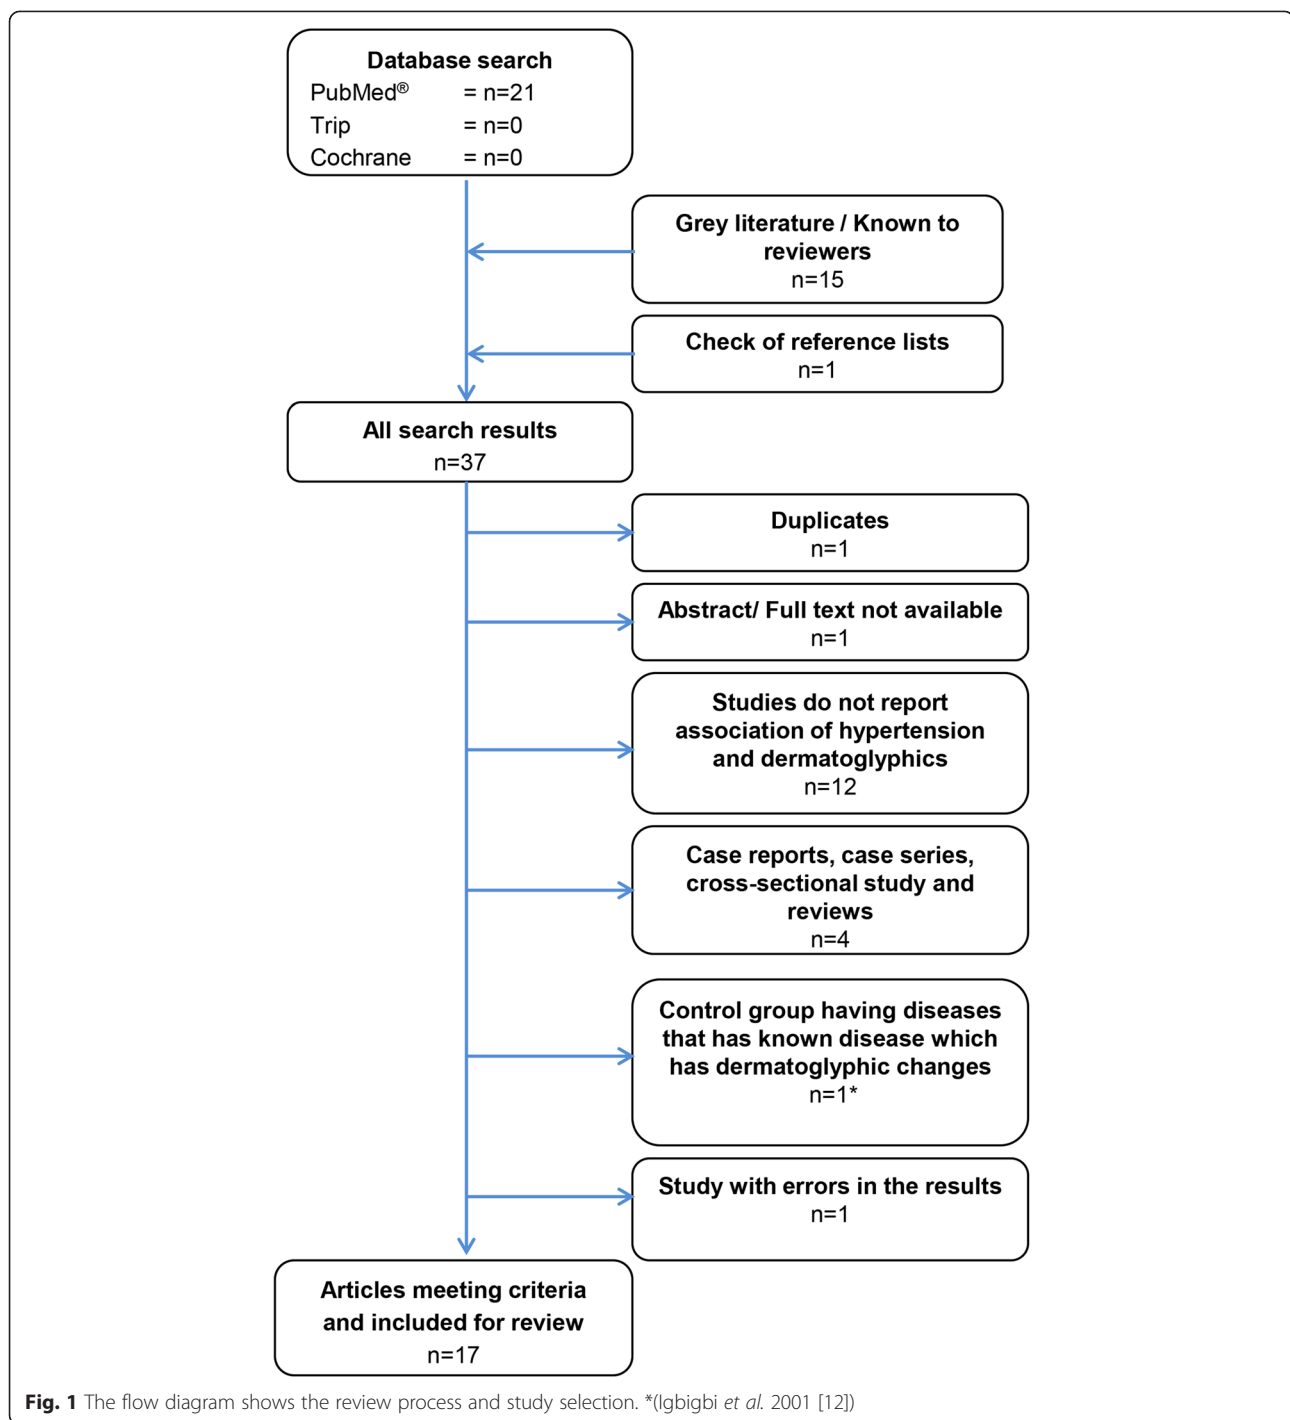 Database search
PubMed® = n=21
Trip = n=0
Cochrane = n=0
Grey literature / Known to
reviewers
n=15
Check of reference lists
n=1
All search results
n=37
Duplicates
n=1
Abstract/ Full text not available
n=1
Studies do not report
association of hypertension
and dermatoglyphics
n=12
Case reports, case series,
cross-sectional study and
reviews
n=4
Control group having diseases
that has known disease which
has dermatoglyphic changes
n=1*
Study with errors in the results
n=1
Articles meeting criteria
and included for review
n=17
Fig. 1 The flow diagram shows the review process and study selection. *(Igbigbi et al. 2001 [12])